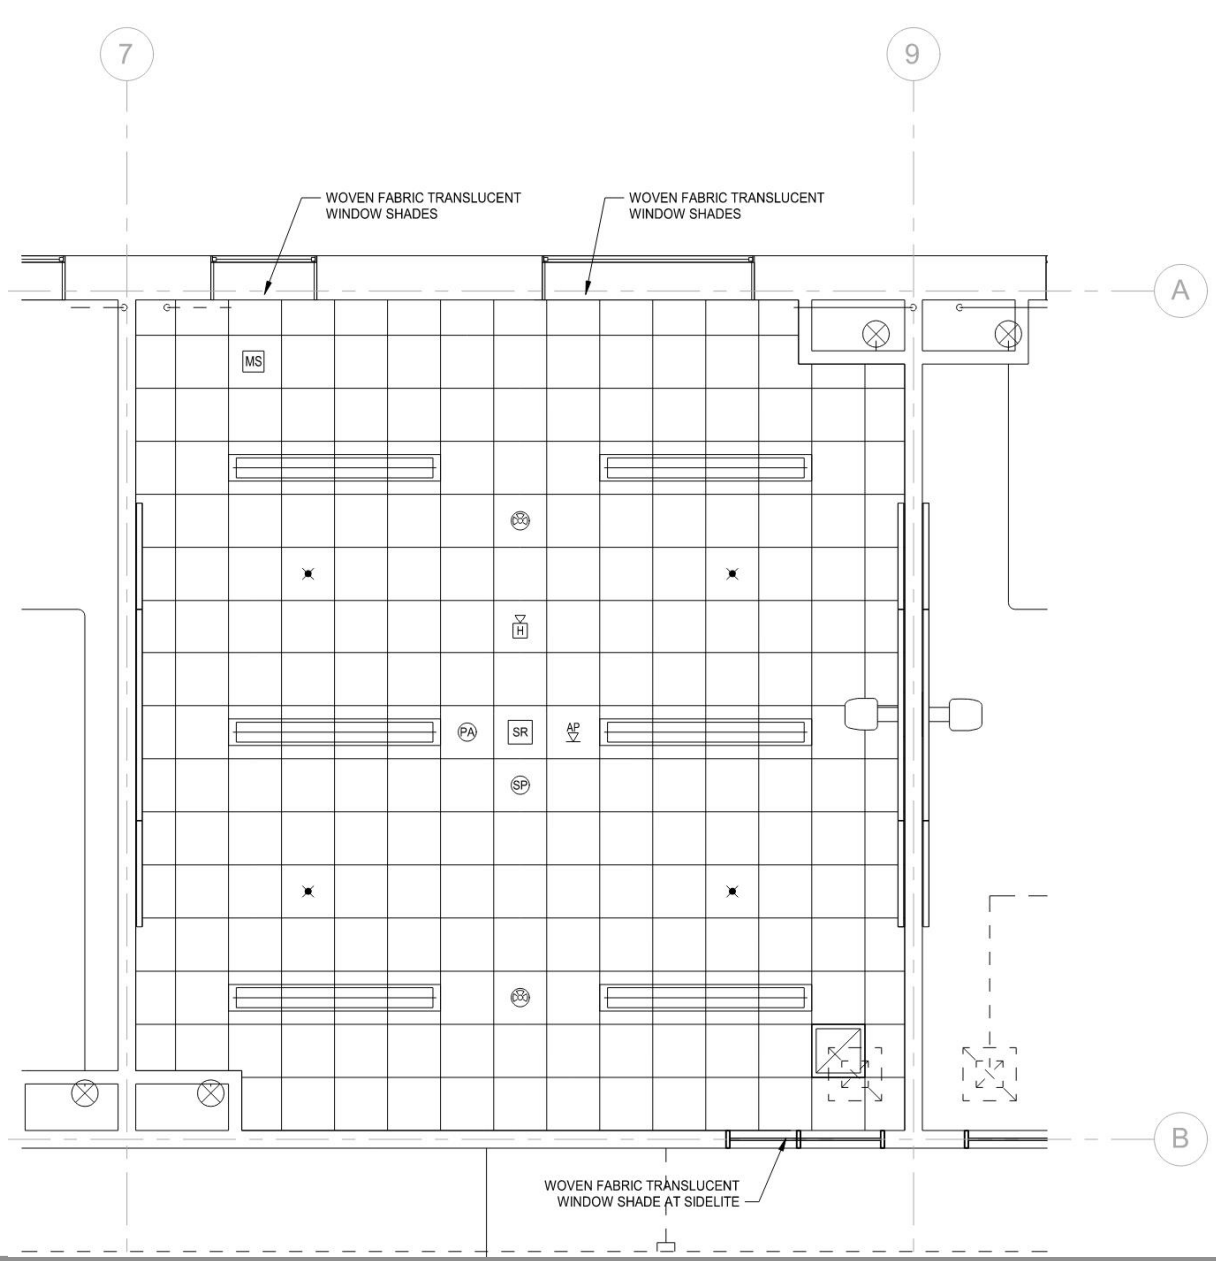 7
9
WOVEN FABRIC TRANSLUCENT
WINDOW SHADES
WOVEN FABRIC TRANSLUCENT
WINDOW SHADES
A
MS
H
PA
SR
AP
SP
B
WOVEN FABRIC TRANSLUCENT
WINDOW SHADE AT SIDELITE